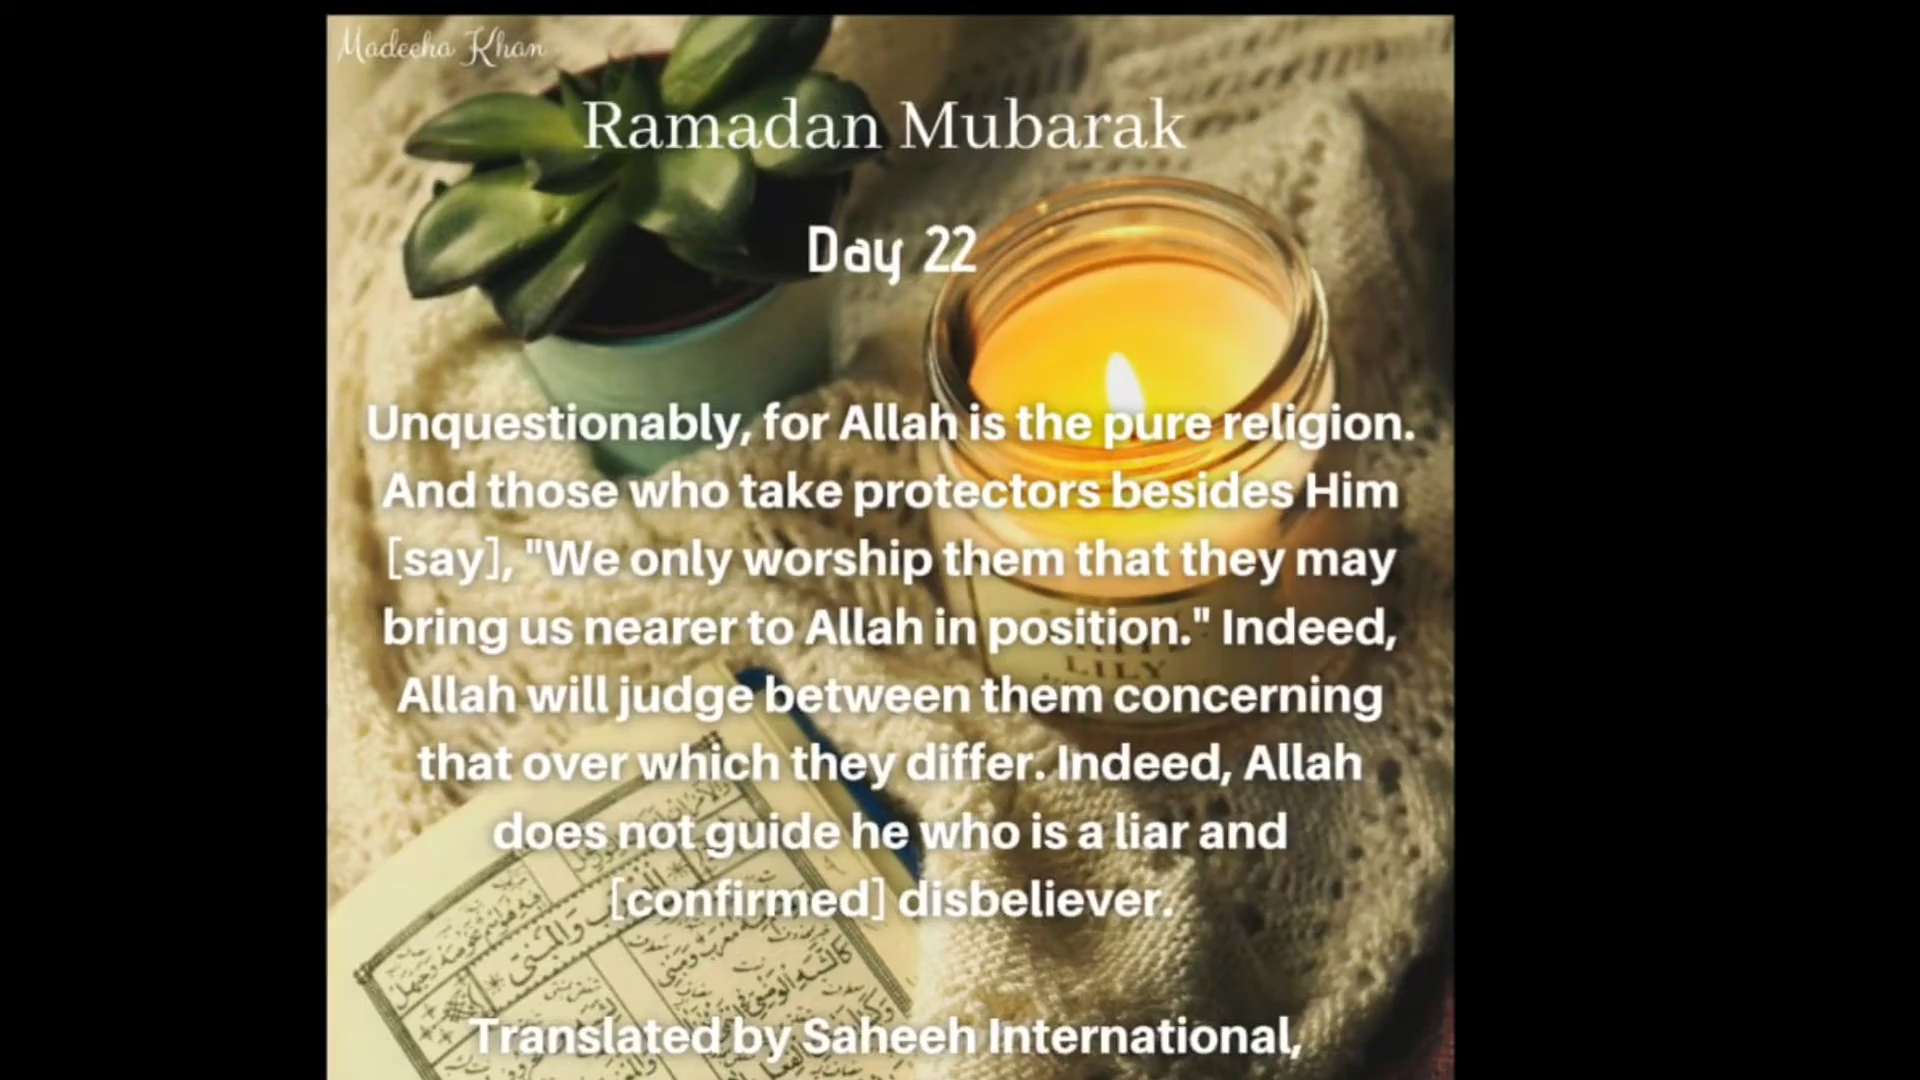 Madeeha Khan
Ramadan Mubarak
Day 22
Unquestionably, for Allah is the pure religion.
And those who take protectors besides Him
[say], "We only worship them that they may
bring us nearer to Allah in position." Indeed,
LILY
Allah will judge between them concerning
that over which they differ. Indeed, Allah
does not guide he who is a liar and
[confirmed] disbeliever.
Translated by Saheeh International,